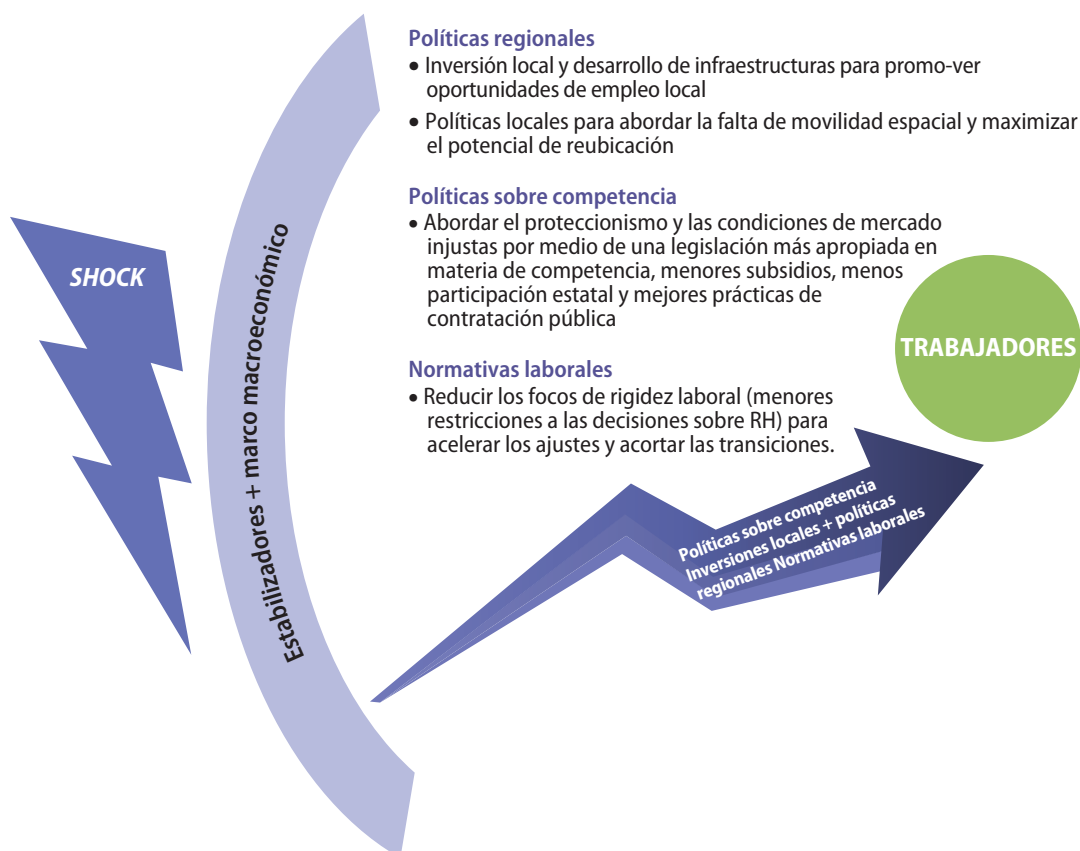 Políticas regionales
• Inversión local y desarrollo de infraestructuras para promo-ver
oportunidades de empleo local
• Políticas locales para abordar la falta de movilidad espacial y maximizar
el potencial de reubicación
Políticas sobre competencia
• Abordar el proteccionismo y las condiciones de mercado
injustas por medio de una legislación más apropiada en
materia de competencia, menores subsidios, menos
participación estatal y mejores prácticas de
contratación pública
Normativas laborales
• Reducir los focos de rigidez laboral (menores
restricciones a las decisiones sobre RH) para
acelerar los ajustes y acortar las transiciones.
SHOCK
Estabilizadores + marco macroeconómico
TRABAJADORES
Políticas sobre competencia
Inversiones locales + políticas
regionales Normativas laborales